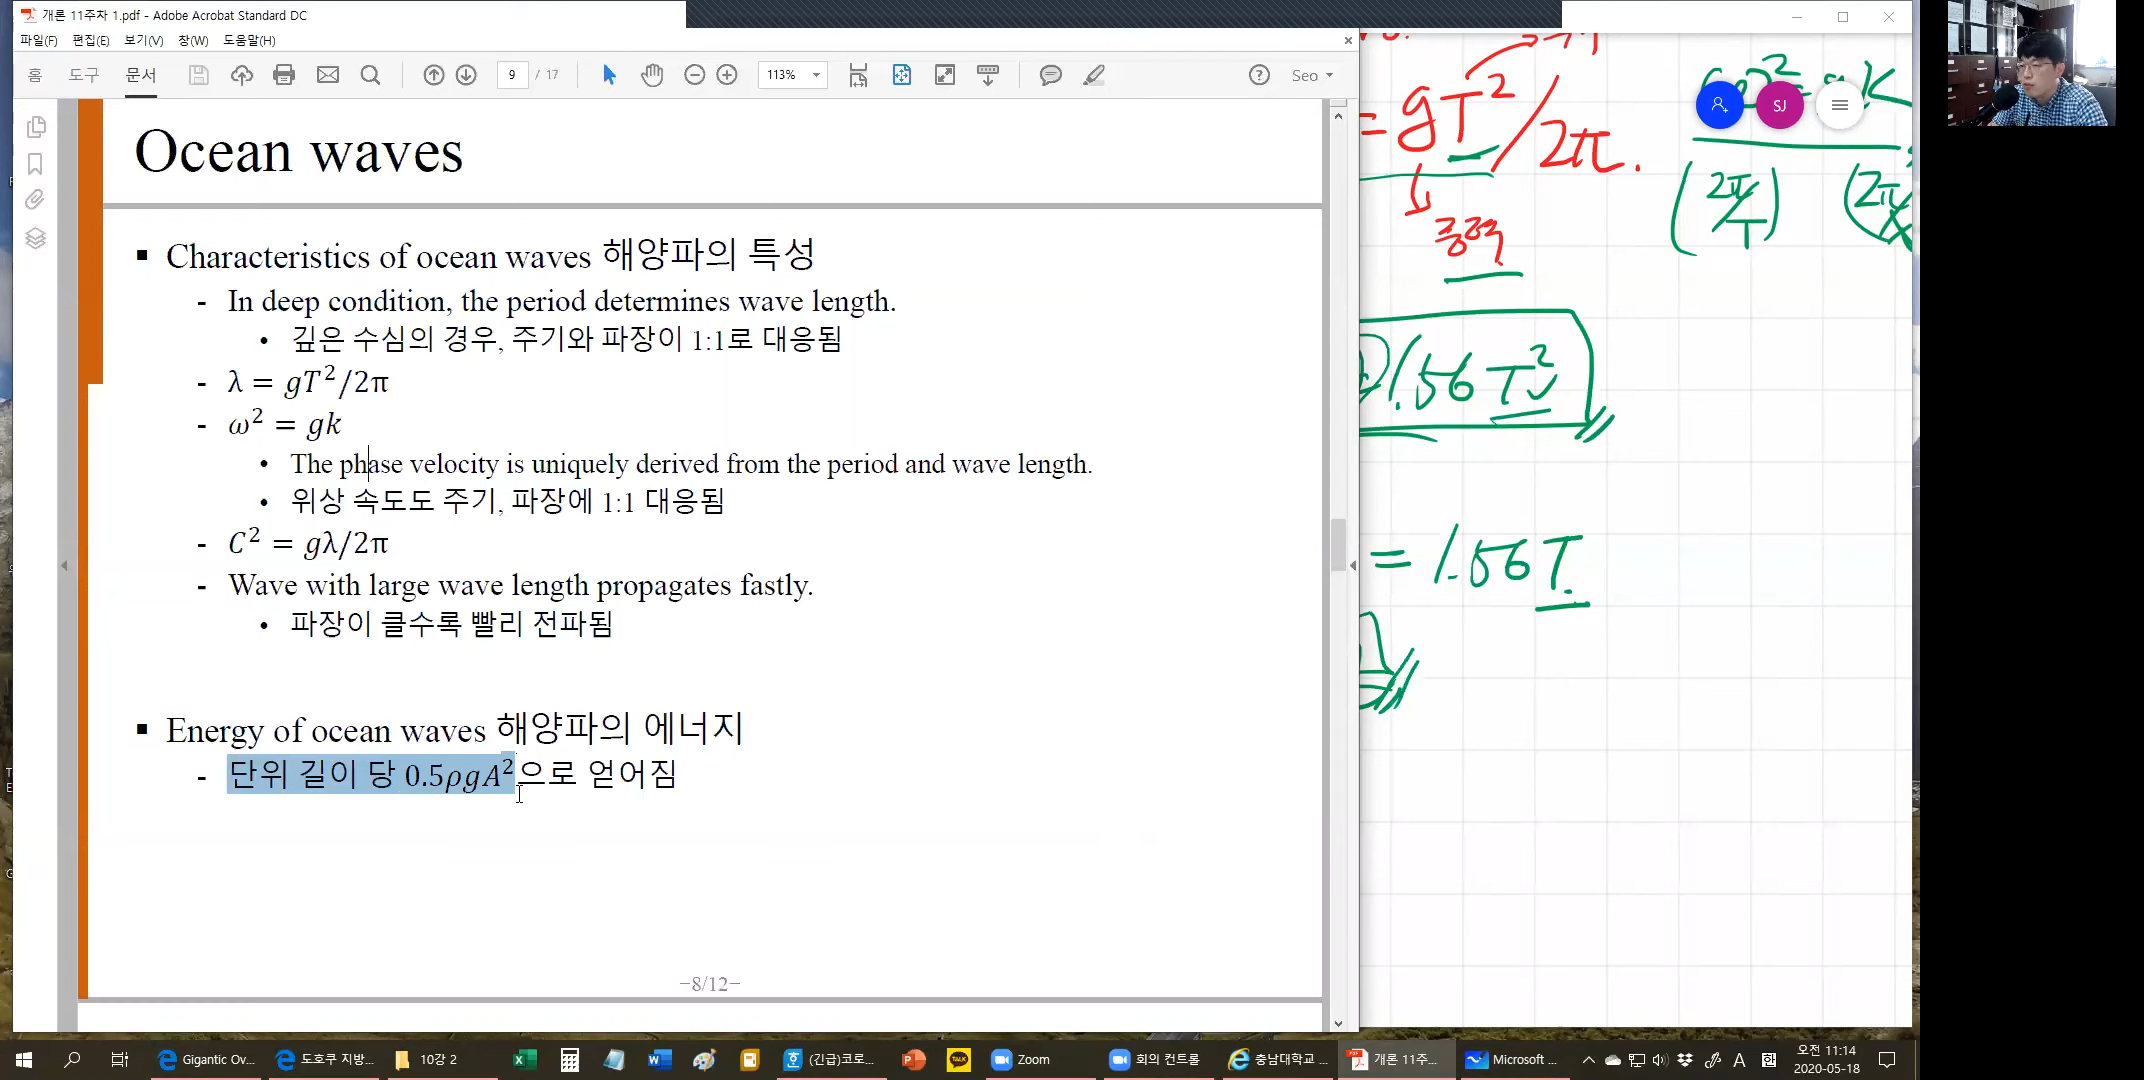 개론 11주차 1.pdf - Adobe Acrobat Standard DC
파일(F) 편집(E) 보기(V) 창(W) 도움말(H)
홈 도구 문서 9 / 17 113% Seo
Ocean waves
▪ Characteristics of ocean waves 해양파의 특성
- In deep condition, the period determines wave length.
• 깊은 수심의 경우, 주기와 파장이 1:1로 대응됨
- λ = gT²/2π
- ω² = gk
• The phase velocity is uniquely derived from the period and wave length.
• 위상 속도도 주기, 파장에 1:1 대응됨
- C² = gλ/2π
- Wave with large wave length propagates fastly.
• 파장이 클수록 빨리 전파됨
▪ Energy of ocean waves 해양파의 에너지
- 단위 길이 당 0.5ρgA²으로 얻어짐
−8/12−
= gT²/2π.
중력
1.56 T²
= 1.56 T
K
(2π/T)
SJ
Gigantic Ov... 도호쿠 지방... 10강 2 (긴급)코로... Zoom 회의 컨트롤 충남대학교 ... 개론 11주... Microsoft ... A 한 오전 11:14
2020-05-18